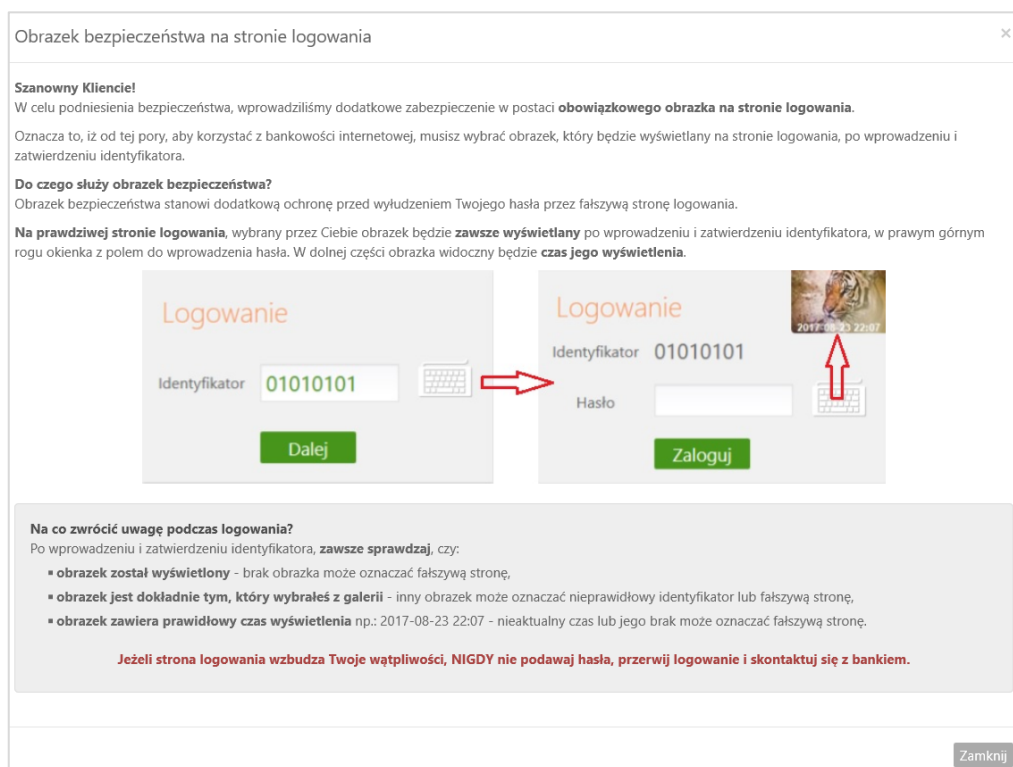 Obrazek bezpieczeństwa na stronie logowania
×
Szanowny Kliencie!
W celu podniesienia bezpieczeństwa, wprowadziliśmy dodatkowe zabezpieczenie w postaci obowiązkowego obrazka na stronie logowania.
Oznacza to, iż od tej pory, aby korzystać z bankowości internetowej, musisz wybrać obrazek, który będzie wyświetlany na stronie logowania, po wprowadzeniu i
zatwierdzeniu identyfikatora.
Do czego służy obrazek bezpieczeństwa?
Obrazek bezpieczeństwa stanowi dodatkową ochronę przed wyłudzeniem Twojego hasła przez fałszywą stronę logowania.
Na prawdziwej stronie logowania, wybrany przez Ciebie obrazek będzie zawsze wyświetlany po wprowadzeniu i zatwierdzeniu identyfikatora, w prawym górnym
rogu okienka z polem do wprowadzenia hasła. W dolnej części obrazka widoczny będzie czas jego wyświetlenia.
Logowanie
Identyfikator 01010101
Dalej
Logowanie
2017-08-23 22:07
Identyfikator 01010101
Hasło
Zaloguj
Na co zwrócić uwagę podczas logowania?
Po wprowadzeniu i zatwierdzeniu identyfikatora, zawsze sprawdzaj, czy:
▪ obrazek został wyświetlony - brak obrazka może oznaczać fałszywą stronę,
▪ obrazek jest dokładnie tym, który wybrałeś z galerii - inny obrazek może oznaczać nieprawidłowy identyfikator lub fałszywą stronę,
▪ obrazek zawiera prawidłowy czas wyświetlenia np.: 2017-08-23 22:07 - nieaktualny czas lub jego brak może oznaczać fałszywą stronę.
Jeżeli strona logowania wzbudza Twoje wątpliwości, NIGDY nie podawaj hasła, przerwij logowanie i skontaktuj się z bankiem.
Zamknij